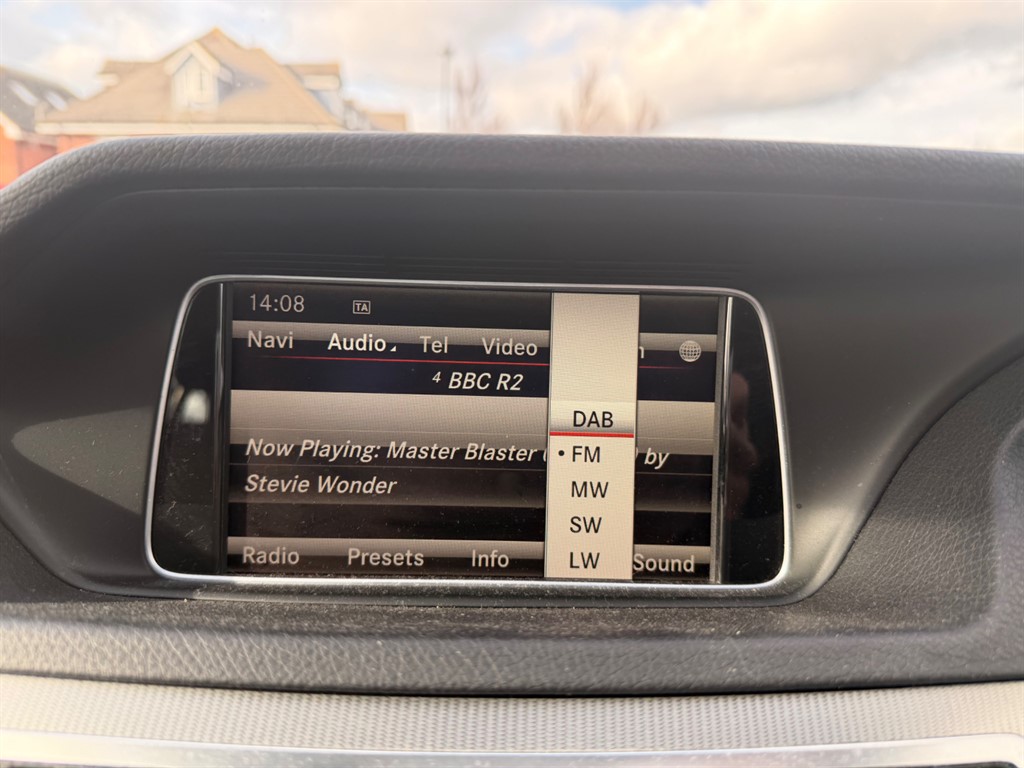 14:08 TA
Navi Audio Tel Video n
4 BBC R2
DAB
Now Playing: Master Blaster ( ) by
Stevie Wonder
• FM
MW
SW
LW
Radio Presets Info Sound